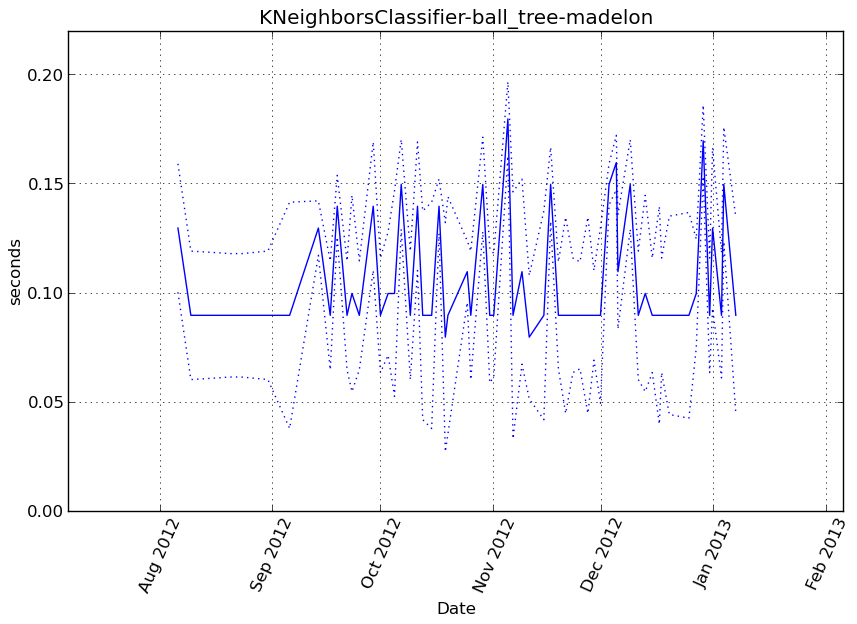 KNeighborsClassifier-ball_tree-madelon
0.20
0.15
0.10
0.05
0.00
seconds
Aug 2012
Sep 2012
Oct 2012
Nov 2012
Dec 2012
Jan 2013
Feb 2013
Date